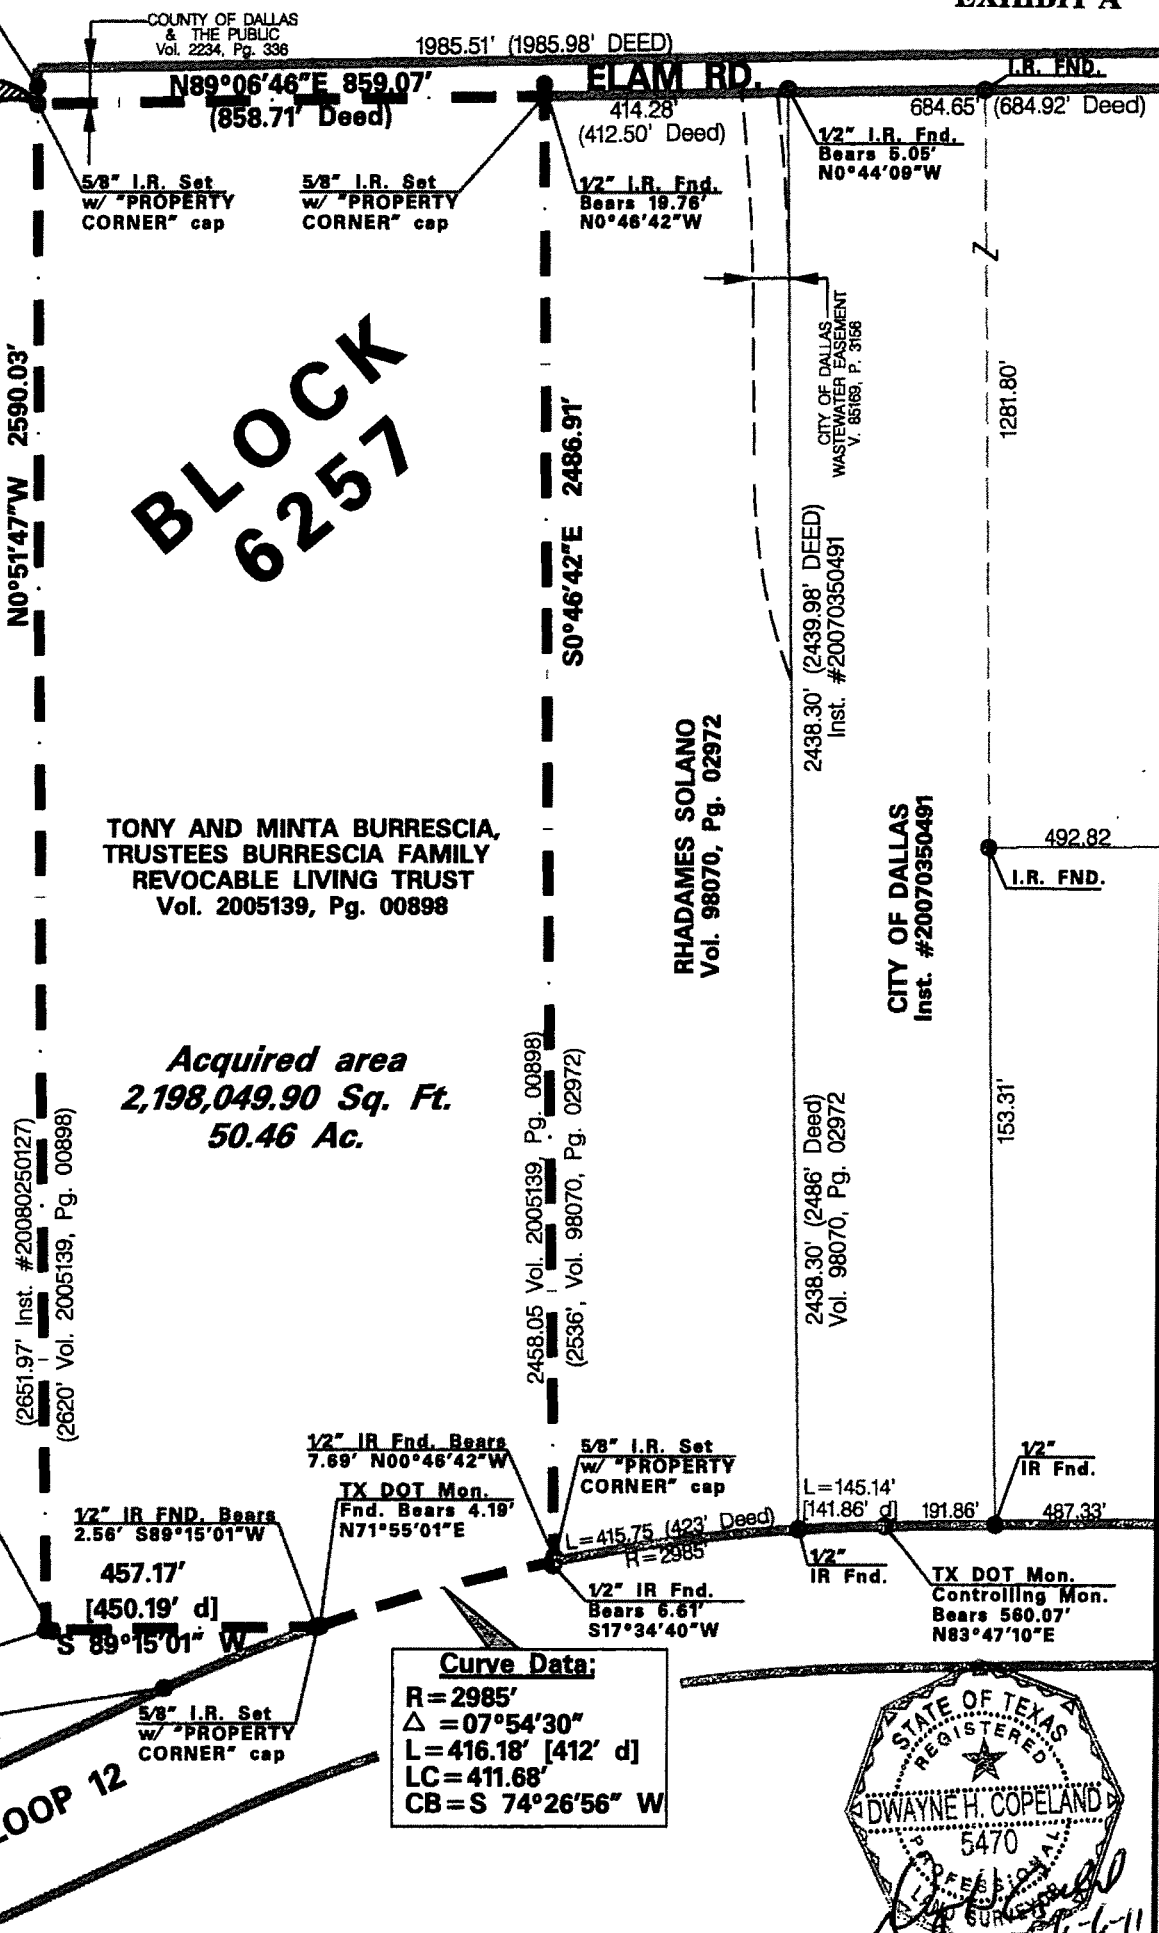 EXHIBIT A
COUNTY OF DALLAS
& THE PUBLIC
Vol. 2234, Pg. 336
1985.51' (1985.98' DEED)
N89°06'46"E 859.07'
(858.71' Deed)
ELAM RD.
I.R. FND.
414.28'
(412.50' Deed)
684.65' (684.92' Deed)
1/2" I.R. Fnd.
Bears 5.05'
N0°44'09"W
5/8" I.R. Set
w/ "PROPERTY
CORNER" cap
5/8" I.R. Set
w/ "PROPERTY
CORNER" cap
1/2" I.R. Fnd.
Bears 19.76'
N0°46'42"W
Z
CITY OF DALLAS
WASTEWATER EASEMENT
V. 85169, P. 3156
BLOCK
6257
N0°51'47"W 2590.03'
S0°46'42"E 2486.91'
1281.80'
2438.30' (2439.98' DEED)
Inst. #20070350491
RHADAMES SOLANO
Vol. 98070, Pg. 02972
CITY OF DALLAS
Inst. #20070350491
492.82
I.R. FND.
TONY AND MINTA BURRESCIA,
TRUSTEES BURRESCIA FAMILY
REVOCABLE LIVING TRUST
Vol. 2005139, Pg. 00898
Acquired area
2,198,049.90 Sq. Ft.
50.46 Ac.
(2651.97' Inst. #20080250127)
(2620' Vol. 2005139, Pg. 00898)
2458.05 Vol. 2005139, Pg. 00898)
(2536', Vol. 98070, Pg. 02972)
2438.30' (2486' Deed)
Vol. 98070, Pg. 02972
153.31'
1/2" IR Fnd. Bears
7.69' N00°46'42"W
5/8" I.R. Set
w/ "PROPERTY
CORNER" cap
1/2"
IR Fnd.
TX DOT Mon.
Fnd. Bears 4.19'
N71°55'01"E
1/2" IR FND. Bears
2.56' S89°15'01"W
457.17'
[450.19' d]
S 89°15'01" W
L=415.75 (423' Deed)
R=2985'
L=145.14'
[141.86' d]
191.86'
487.33'
1/2"
IR Fnd.
1/2" IR Fnd.
Bears 6.61'
S17°34'40"W
TX DOT Mon.
Controlling Mon.
Bears 560.07'
N83°47'10"E
5/8" I.R. Set
w/ "PROPERTY
CORNER" cap
LOOP 12
Curve Data:
R=2985'
Δ =07°54'30"
L=416.18' [412' d]
LC=411.68'
CB=S 74°26'56" W
STATE OF TEXAS
REGISTERED
DWAYNE H. COPELAND
5470
PROFESSIONAL
LAND SURVEYOR